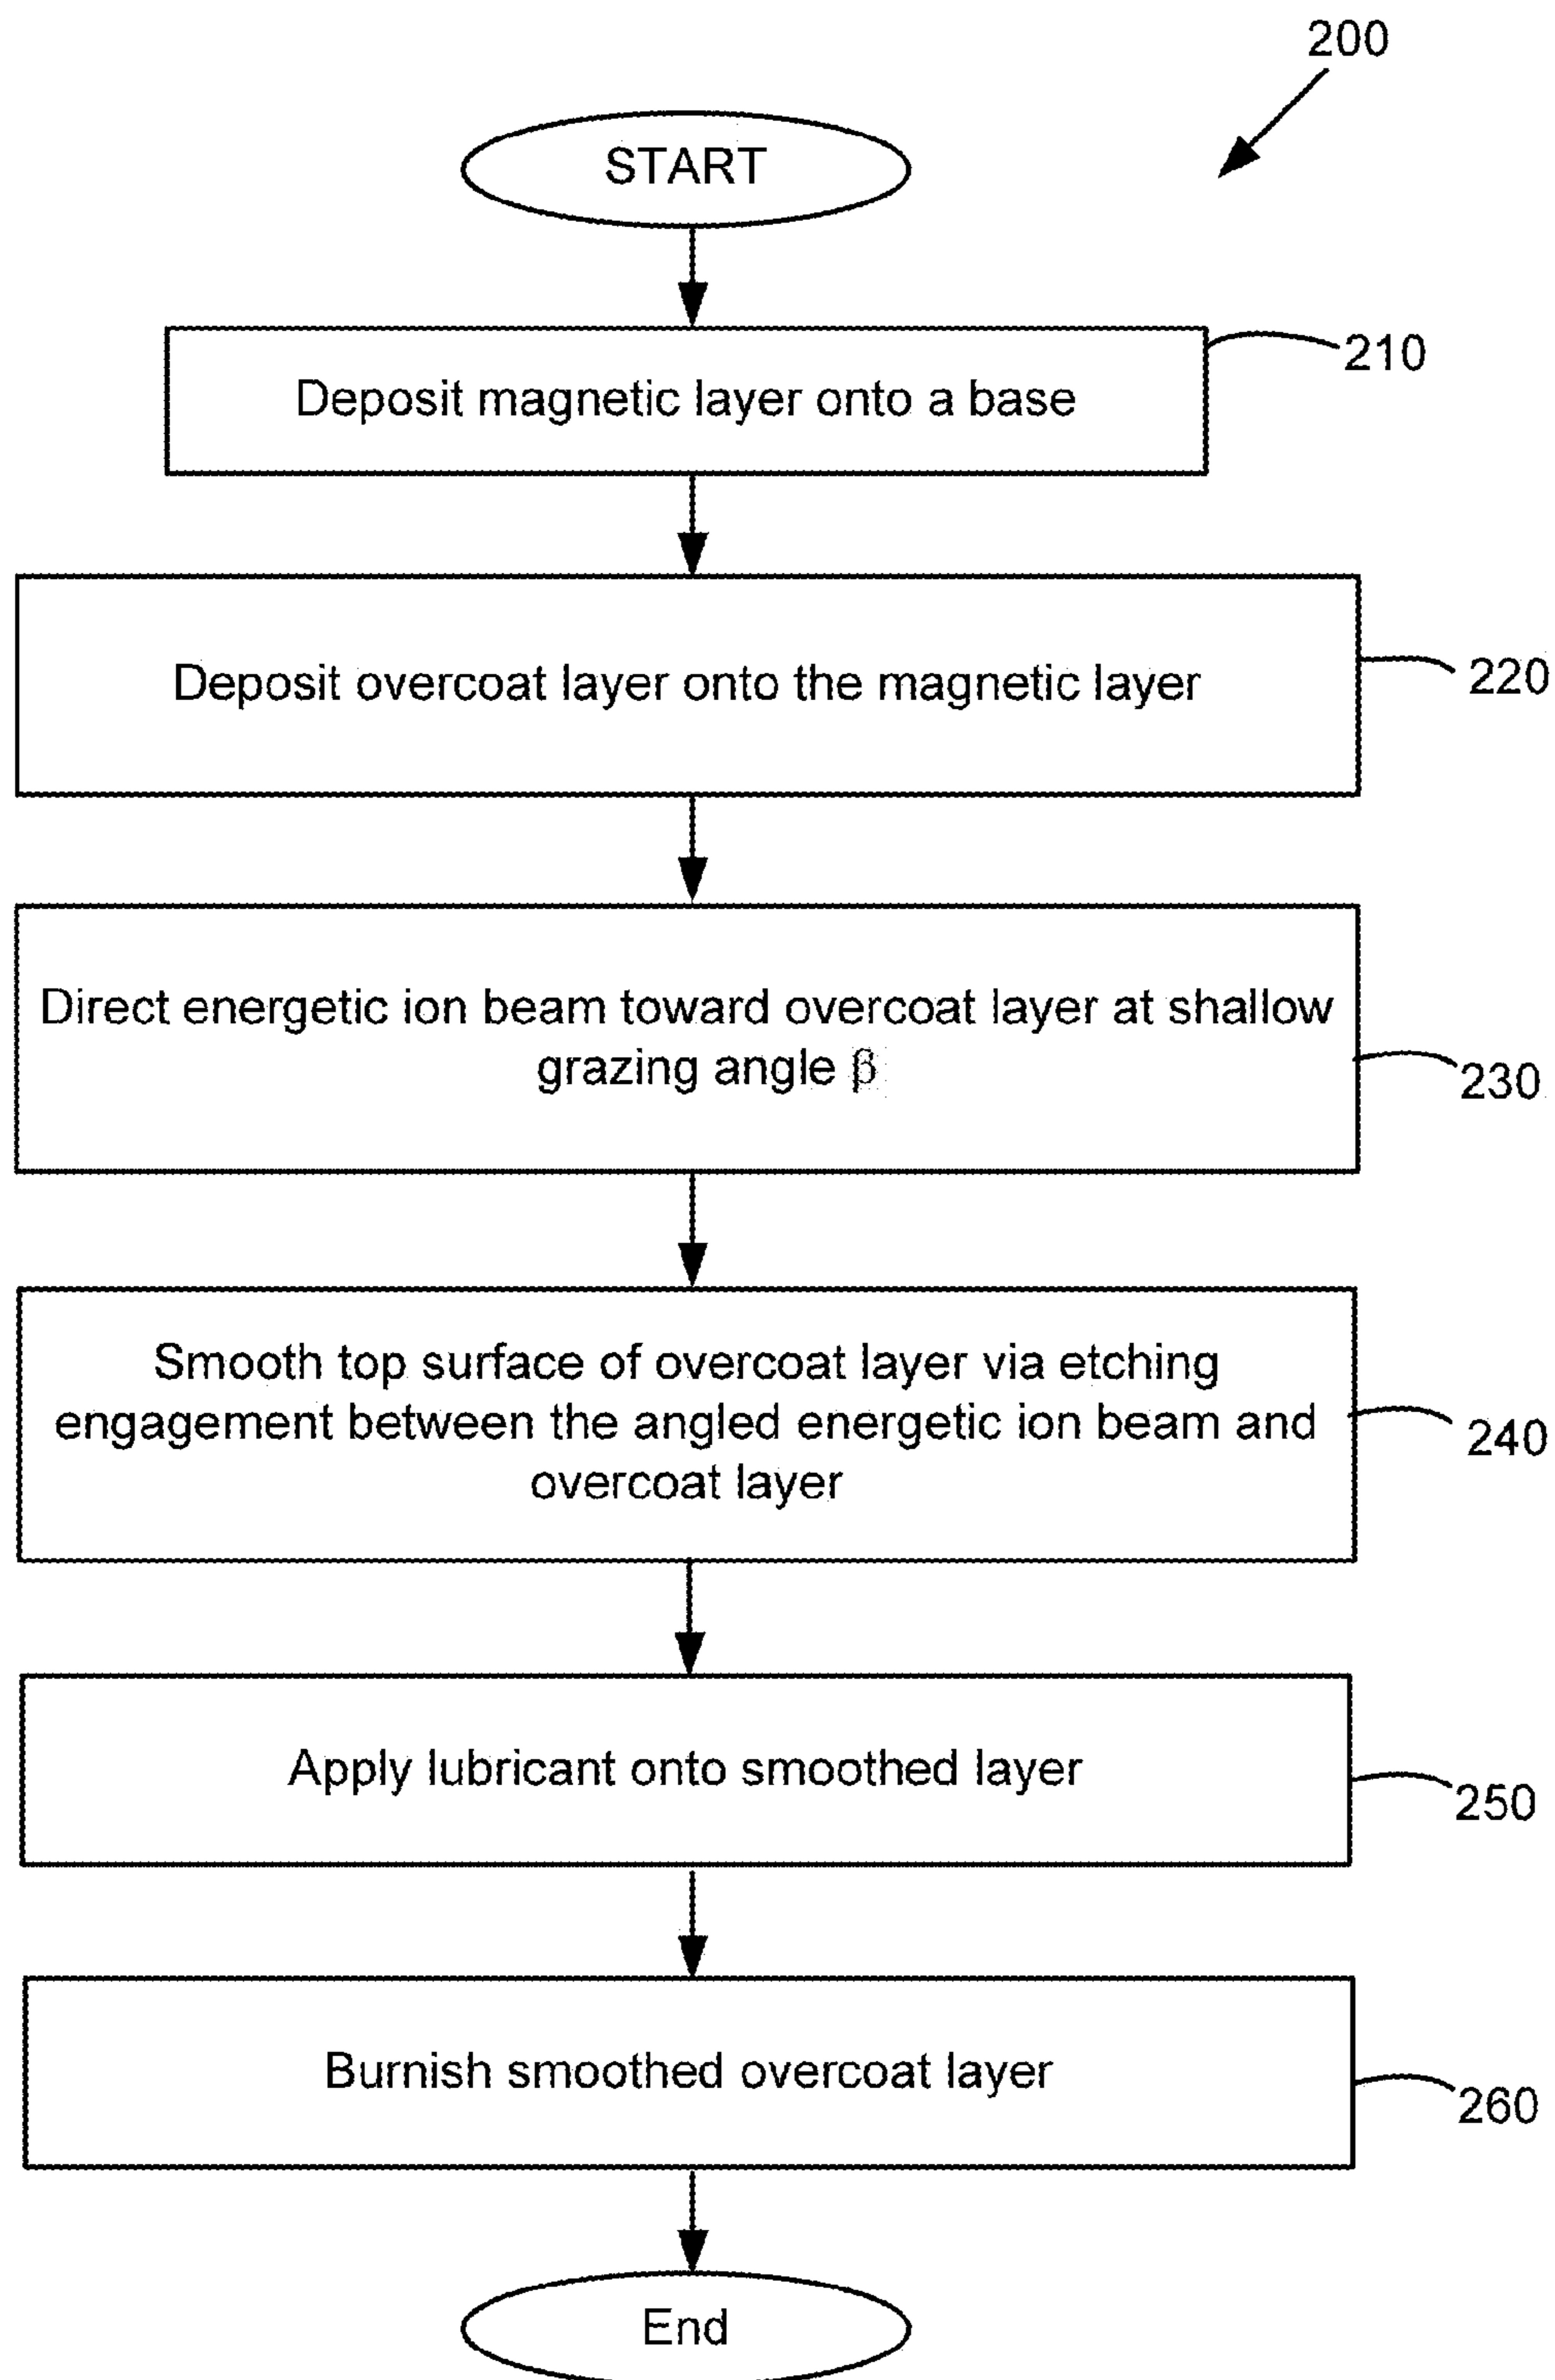 200
START
Deposit magnetic layer onto a base
210
Deposit overcoat layer onto the magnetic layer
220
Direct energetic ion beam toward overcoat layer at shallow
grazing angle β
230
Smooth top surface of overcoat layer via etching
engagement between the angled energetic ion beam and
overcoat layer
240
Apply lubricant onto smoothed layer
250
Burnish smoothed overcoat layer
260
End